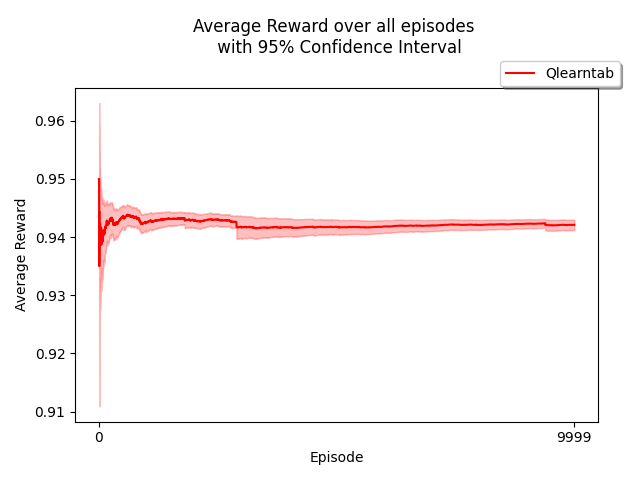 Average Reward over all episodes
with 95% Confidence Interval
Qlearntab
0.96
0.95
0.94
0.93
0.92
0.91
Average Reward
0
9999
Episode